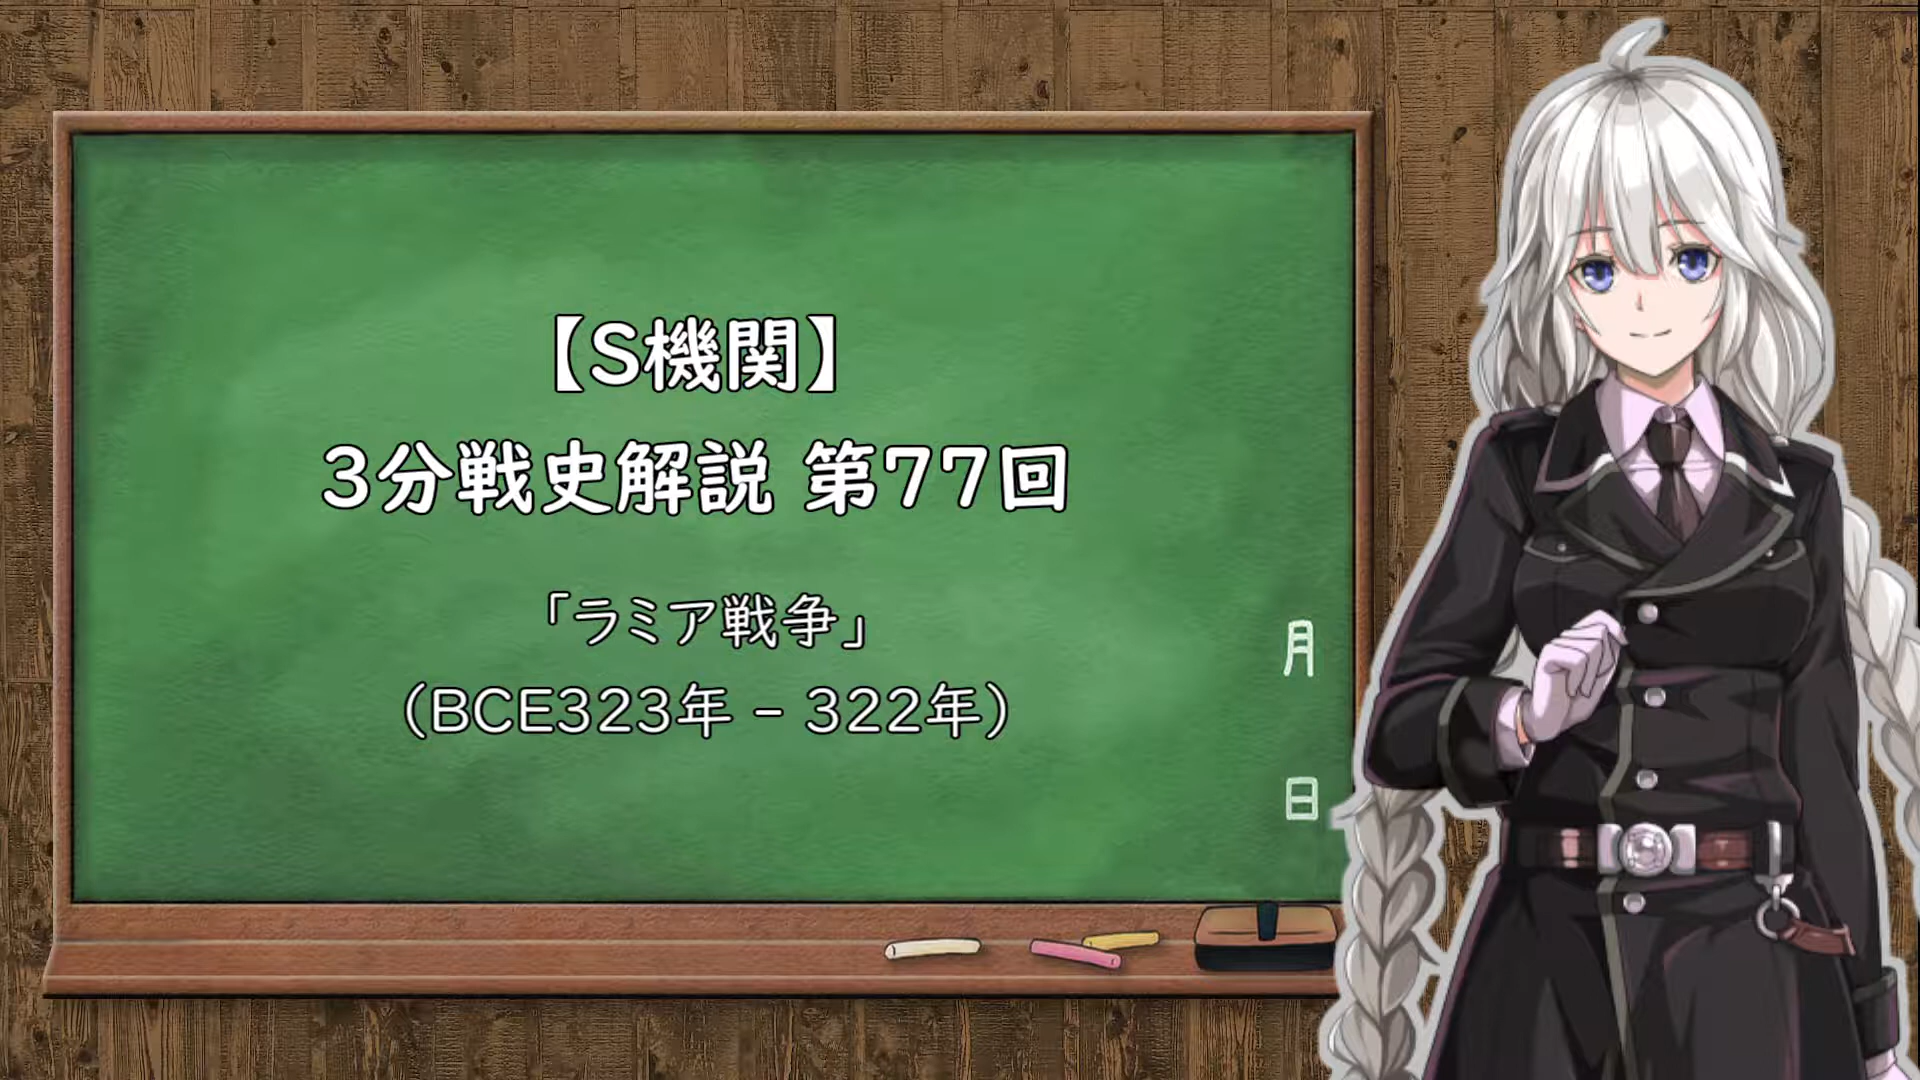 【S機関】
3分戦史解説 第77回
「ラミア戦争」
（BCE323年 – 322年）
月
日